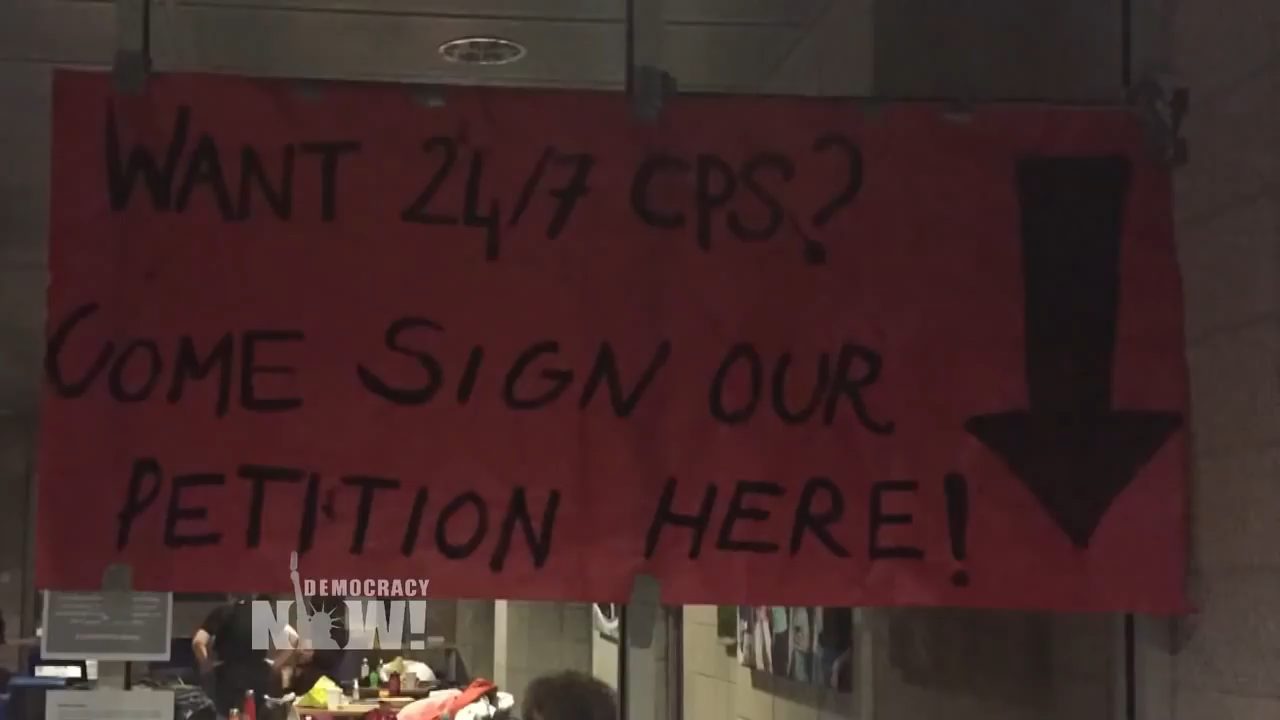 WANT 24/7 CPS?
COME SIGN OUR
PETITION HERE!
DEMOCRACY
NOW!